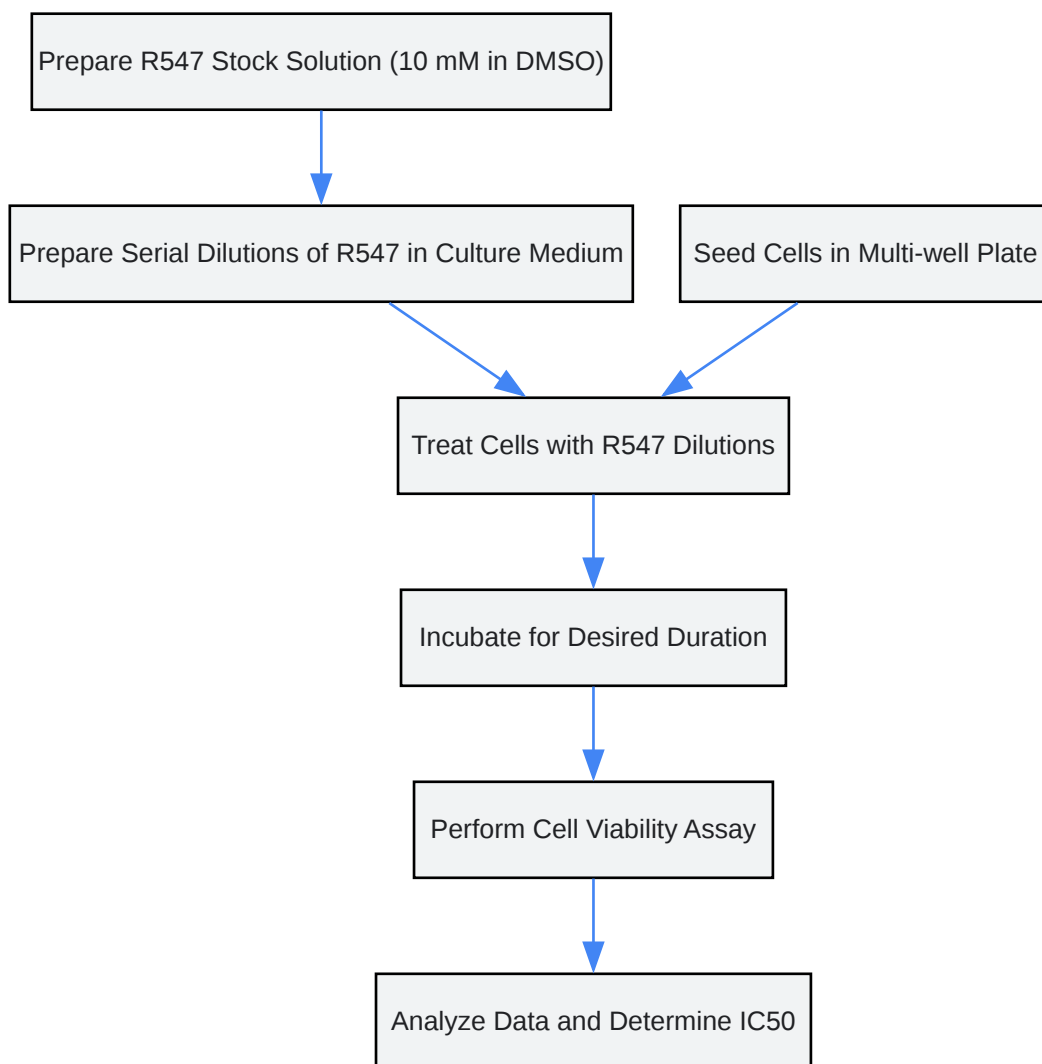 Prepare R547 Stock Solution (10 mM in DMSO)
Prepare Serial Dilutions of R547 in Culture Medium
Seed Cells in Multi-well Plate
Treat Cells with R547 Dilutions
Incubate for Desired Duration
Perform Cell Viability Assay
Analyze Data and Determine IC50